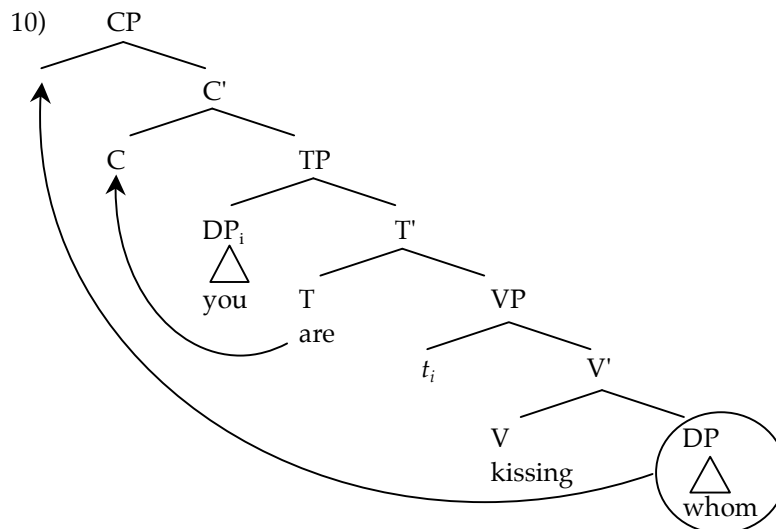 10) CP
C'
C TP
DPi T'
you T VP
are
ti V'
V DP
kissing
whom